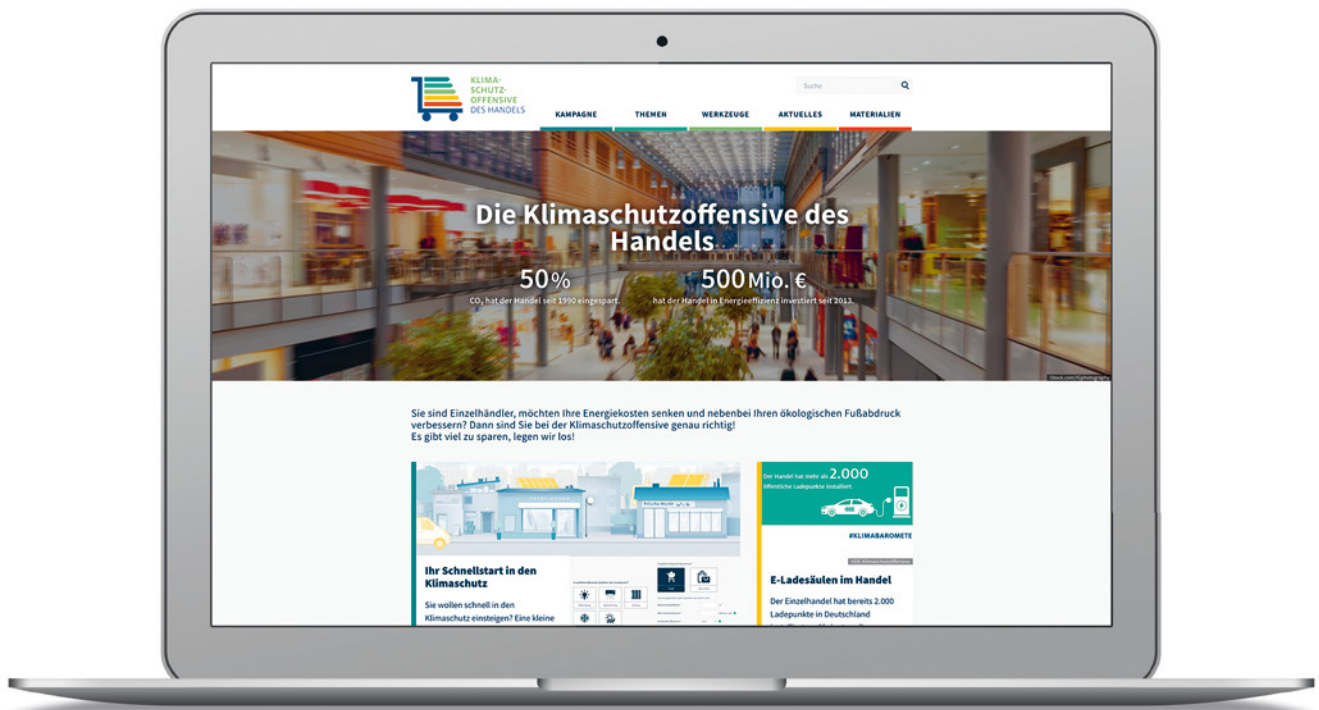 KLIMA-
SCHUTZ-
OFFENSIVE
DES HANDELS
Suche
KAMPAGNE THEMEN WERKZEUGE AKTUELLES MATERIALIEN
Die Klimaschutzoffensive des
Handels
50% 500 Mio. €
CO₂ hat der Handel seit 1990 eingespart. hat der Handel in Energieeffizienz investiert seit 2013.
Sie sind Einzelhändler, möchten Ihre Energiekosten senken und nebenbei Ihren ökologischen Fußabdruck
verbessern? Dann sind Sie bei der Klimaschutzoffensive genau richtig!
Es gibt viel zu sparen, legen wir los!
Der Handel hat mehr als 2.000
öffentliche Ladepunkte installiert.
#KLIMABAROMETE
Ihr Schnellstart in den
Klimaschutz
Sie wollen schnell in den
Klimaschutz einsteigen? Eine kleine
E-Ladesäulen im Handel
Der Einzelhandel hat bereits 2.000
Ladepunkte in Deutschland